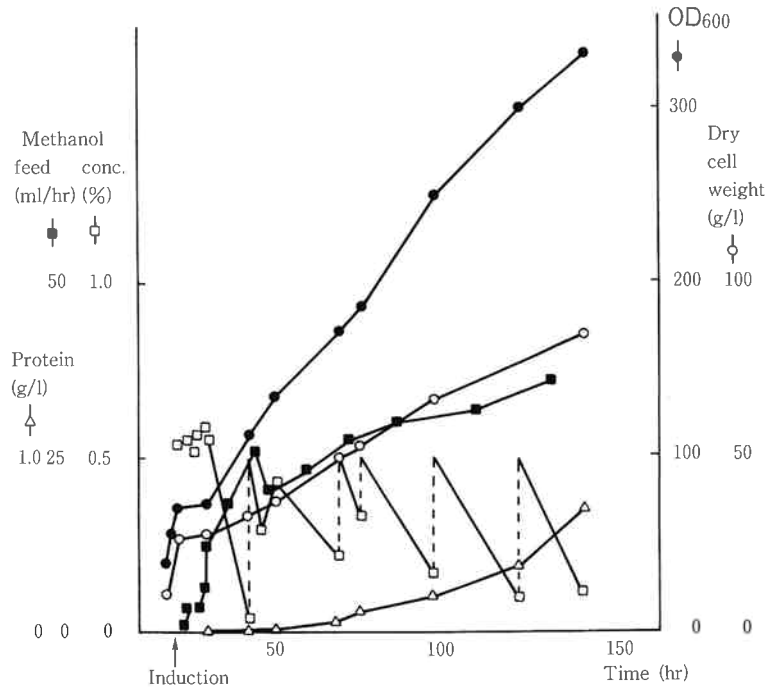 OD600
300
200
100
0
Dry
cell
weight
(g/l)
100
50
0
Methanol
feed conc.
(ml/hr) (%)
50 1.0
Protein
(g/l)
1.0 25 0.5
0 0 0
50 100 150
Induction
Time (hr)